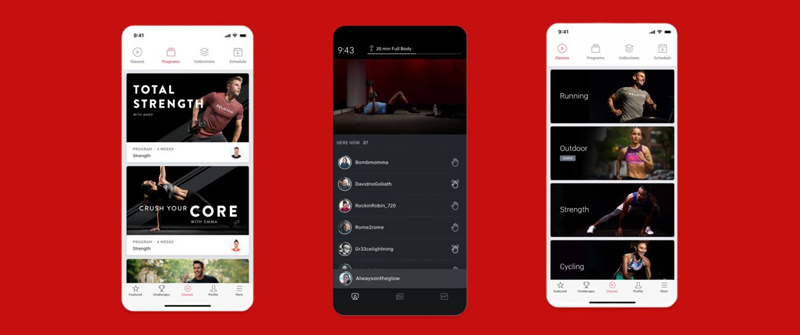 9:41
Classes
Programs
Collections
Schedule
TOTAL
STRENGTH
WITH ANDY
PROGRAM · 4 WEEKS
Strength
CRUSH YOUR CORE
WITH EMMA
PROGRAM · 4 WEEKS
Strength
Featured
Challenges
Classes
Profile
More
9:43
20 min Full Body
HERE NOW 87
Bombmomma
DavidnoGoliath
RockinRobin_720
Rome2rome
Gr33celightning
Alwaysontheglow
9:41
Classes
Programs
Collections
Schedule
Running
Outdoor
AUDIO
Strength
Cycling
Featured
Challenges
Classes
Profile
More